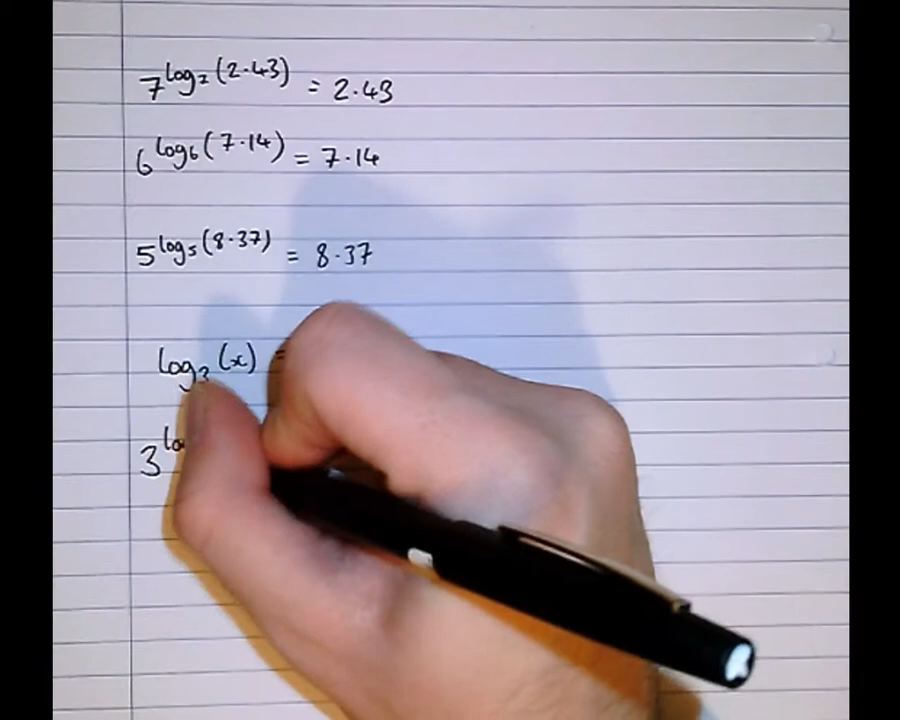 7^log₇(2·43) = 2·43
6^log₆(7·14) = 7·14
5^log₅(8·37) = 8·37
log₃(x) =
3^lo